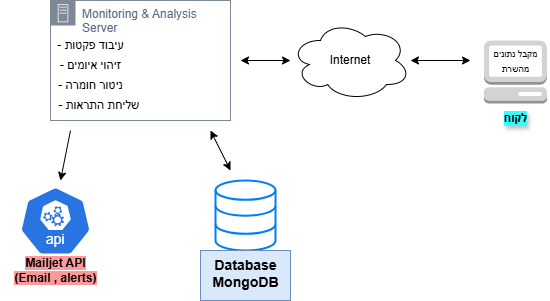 Monitoring & Analysis
Server
עיבוד פקטות -
זיהוי איומים -
ניטור חומרה -
שליחת התראות -
Internet
מקבל נתונים
מהשרת
לקוח
api
Mailjet API
(Email , alerts)
Database
MongoDB